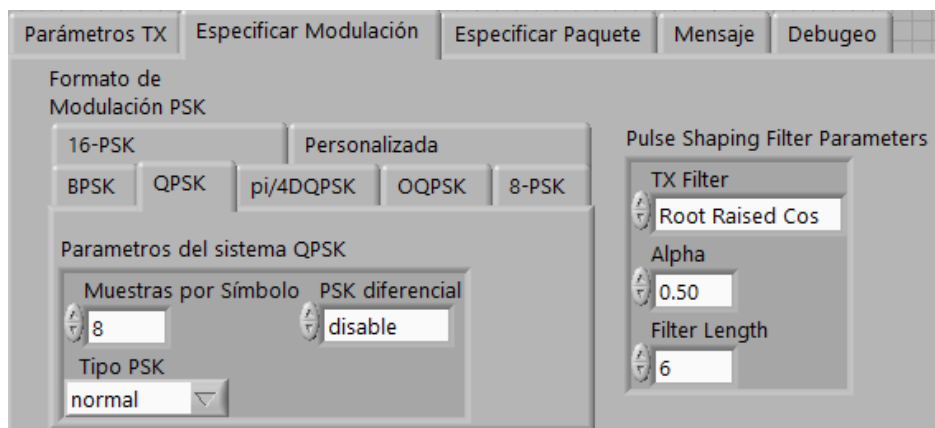 Parámetros TX Especificar Modulación Especificar Paquete Mensaje Debugeo
Formato de
Modulación PSK
16-PSK Personalizada
BPSK QPSK pi/4DQPSK OQPSK 8-PSK
Parametros del sistema QPSK
Muestras por Símbolo PSK diferencial
8 disable
Tipo PSK
normal
Pulse Shaping Filter Parameters
TX Filter
Root Raised Cos
Alpha
0.50
Filter Length
6